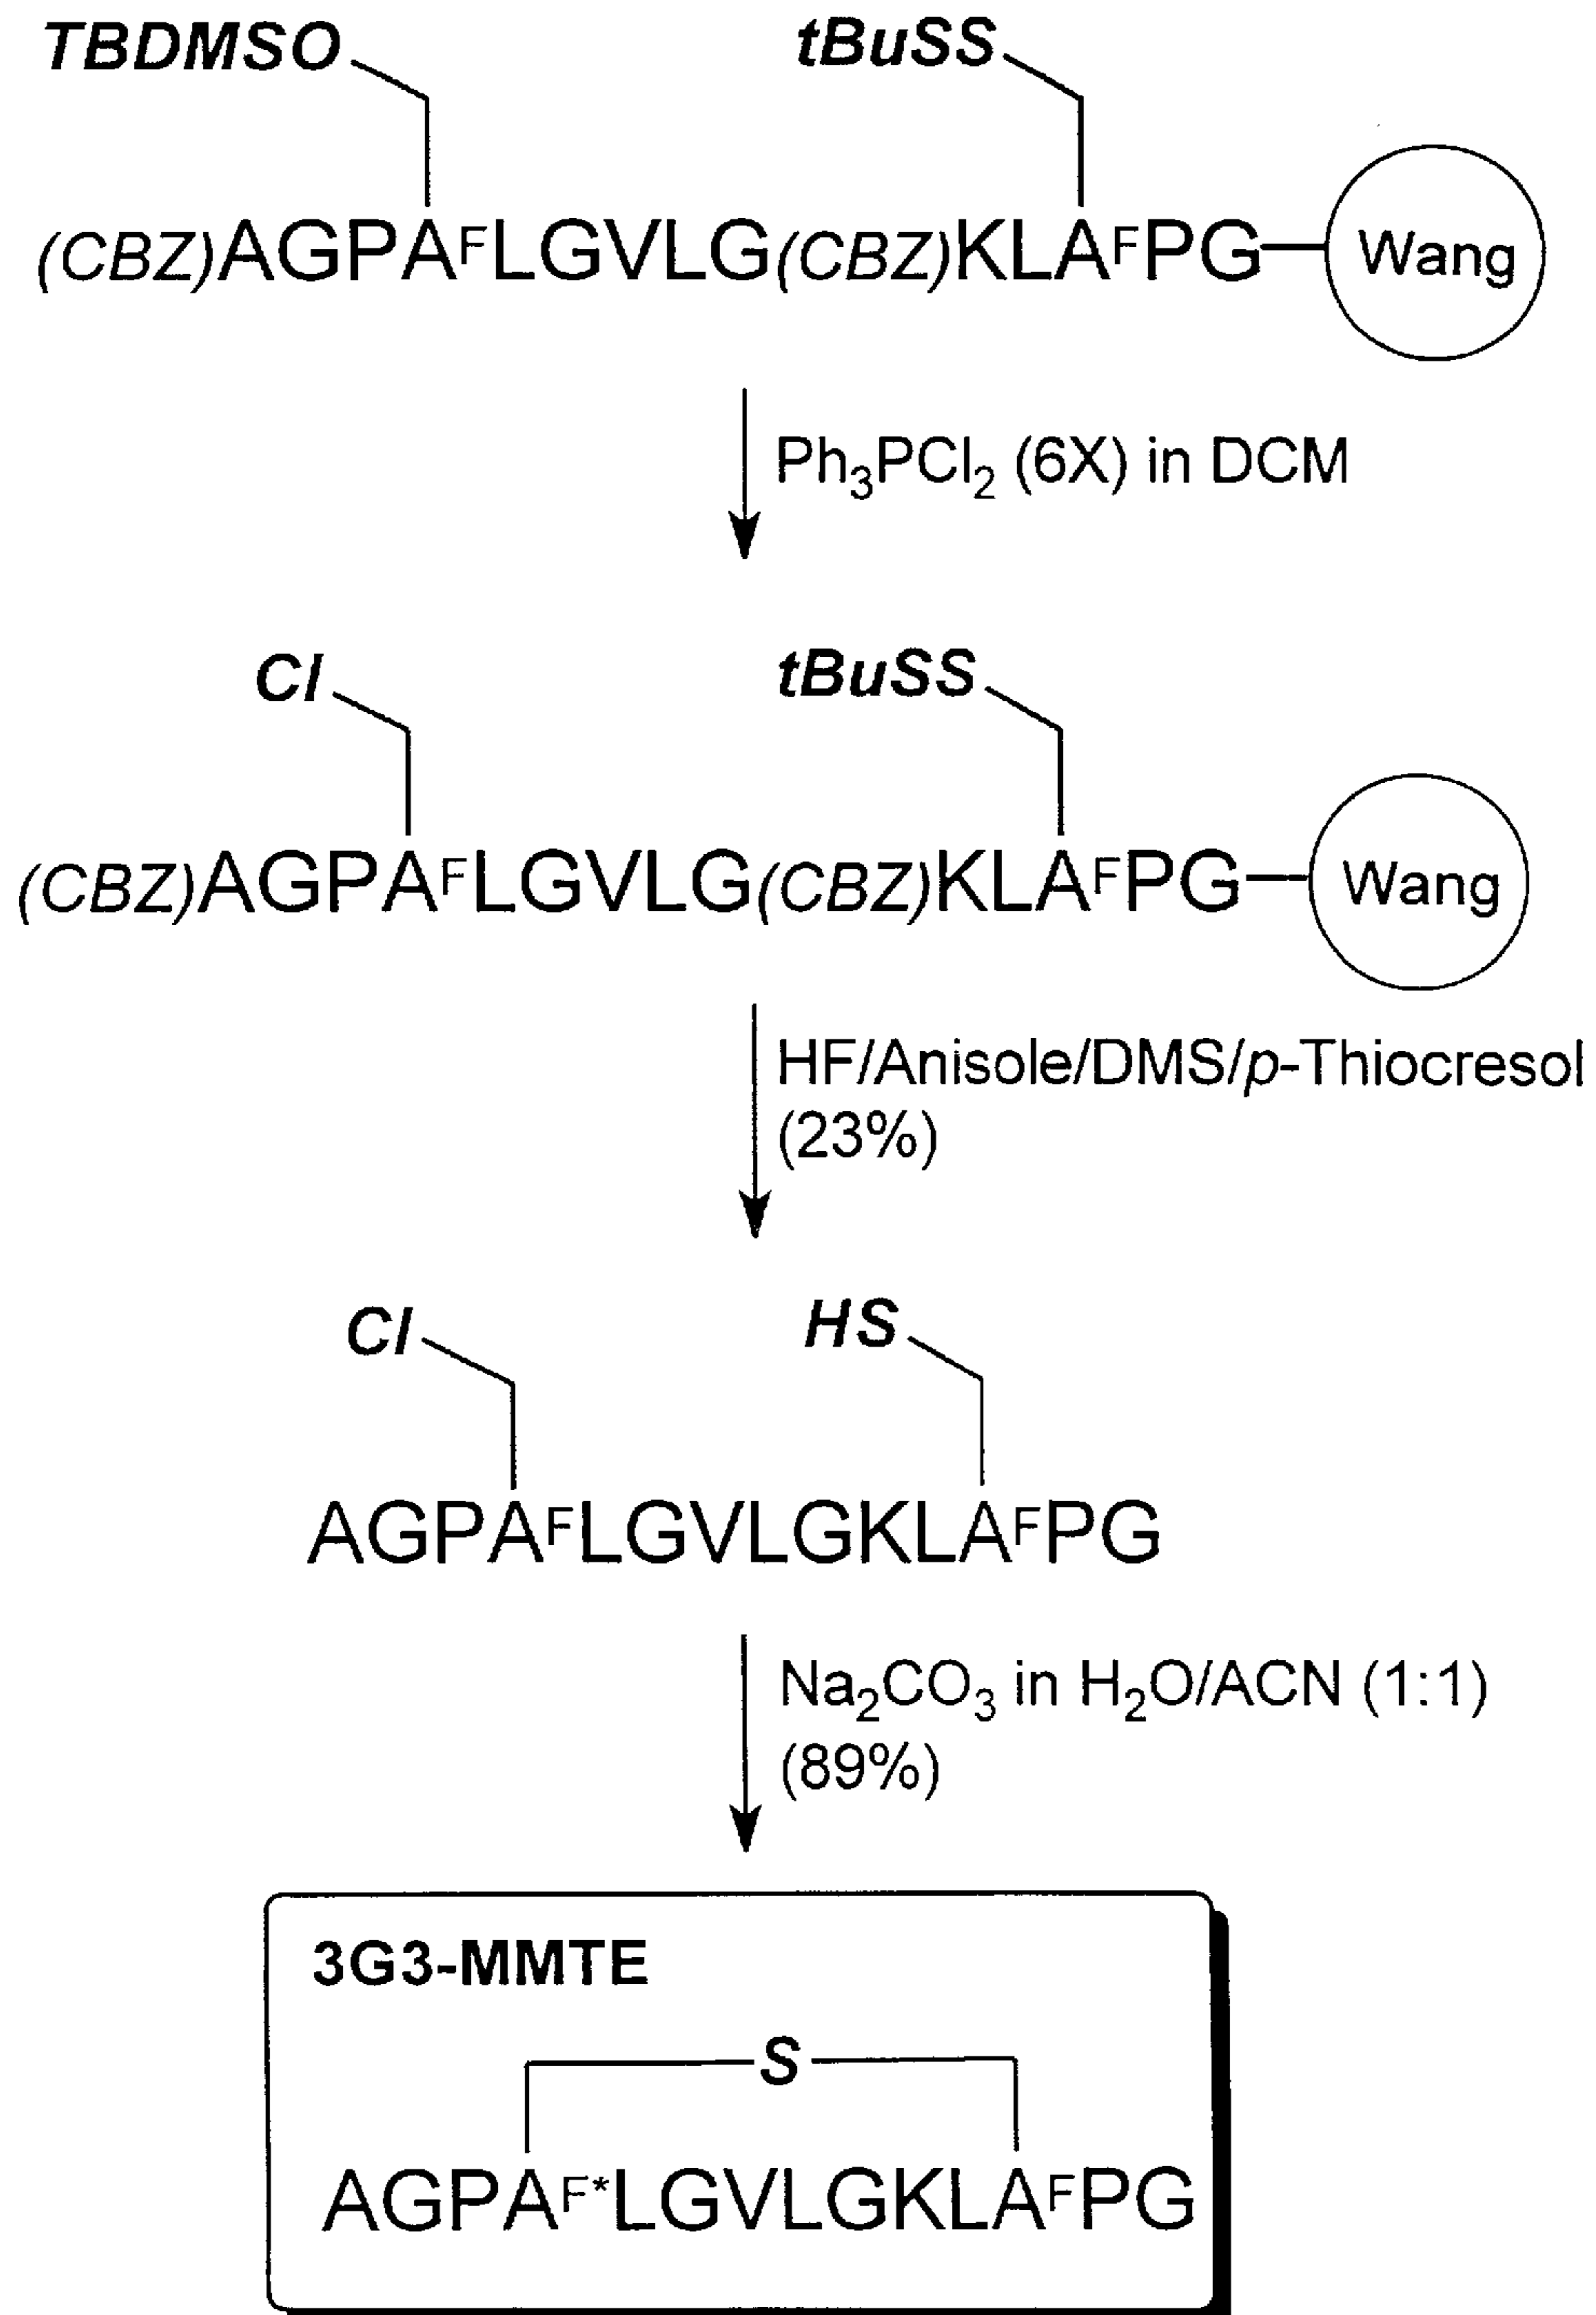 TBDMSO tBuSS
(CBZ)AGPAFLGVLG(CBZ)KLAFPG Wang
Ph3PCl2 (6X) in DCM
Cl tBuSS
(CBZ)AGPAFLGVLG(CBZ)KLAFPG Wang
HF/Anisole/DMS/p-Thiocresol
(23%)
Cl HS
AGPAFLGVLGKLAFPG
Na2CO3 in H2O/ACN (1:1)
(89%)
3G3-MMTE
S
AGPAF*LGVLGKLAFPG